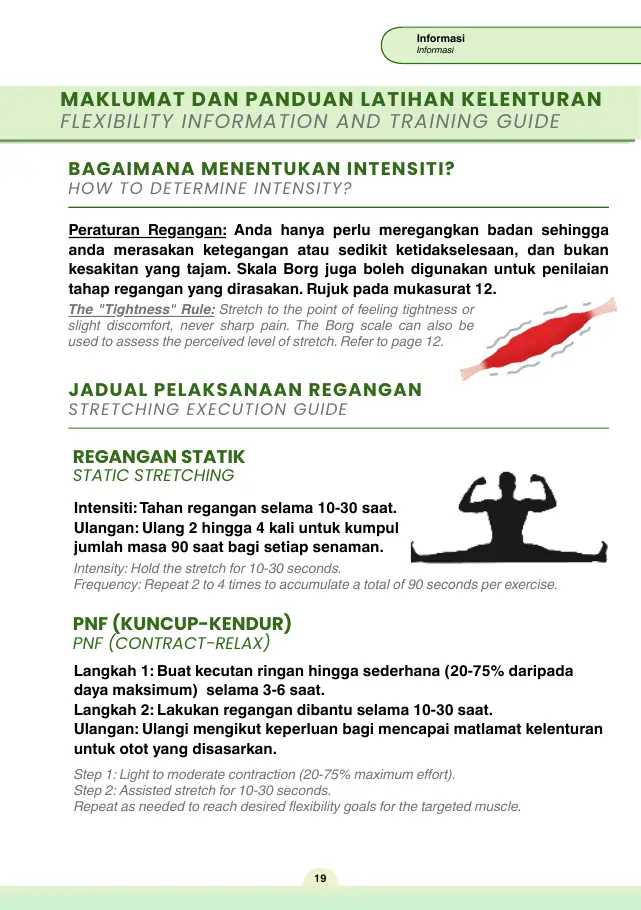 Informasi
Informasi
MAKLUMAT DAN PANDUAN LATIHAN KELENTURAN
FLEXIBILITY INFORMATION AND TRAINING GUIDE
BAGAIMANA MENENTUKAN INTENSITI?
HOW TO DETERMINE INTENSITY?
Peraturan Regangan: Anda hanya perlu meregangkan badan sehingga
anda merasakan ketegangan atau sedikit ketidakselesaan, dan bukan
kesakitan yang tajam. Skala Borg juga boleh digunakan untuk penilaian
tahap regangan yang dirasakan. Rujuk pada mukasurat 12.
The "Tightness" Rule: Stretch to the point of feeling tightness or
slight discomfort, never sharp pain. The Borg scale can also be
used to assess the perceived level of stretch. Refer to page 12.
JADUAL PELAKSANAAN REGANGAN
STRETCHING EXECUTION GUIDE
REGANGAN STATIK
STATIC STRETCHING
Intensiti: Tahan regangan selama 10-30 saat.
Ulangan: Ulang 2 hingga 4 kali untuk kumpul
jumlah masa 90 saat bagi setiap senaman.
Intensity: Hold the stretch for 10-30 seconds.
Frequency: Repeat 2 to 4 times to accumulate a total of 90 seconds per exercise.
PNF (KUNCUP-KENDUR)
PNF (CONTRACT-RELAX)
Langkah 1: Buat kecutan ringan hingga sederhana (20-75% daripada
daya maksimum) selama 3-6 saat.
Langkah 2: Lakukan regangan dibantu selama 10-30 saat.
Ulangan: Ulangi mengikut keperluan bagi mencapai matlamat kelenturan
untuk otot yang disasarkan.
Step 1: Light to moderate contraction (20-75% maximum effort).
Step 2: Assisted stretch for 10-30 seconds.
Repeat as needed to reach desired flexibility goals for the targeted muscle.
19